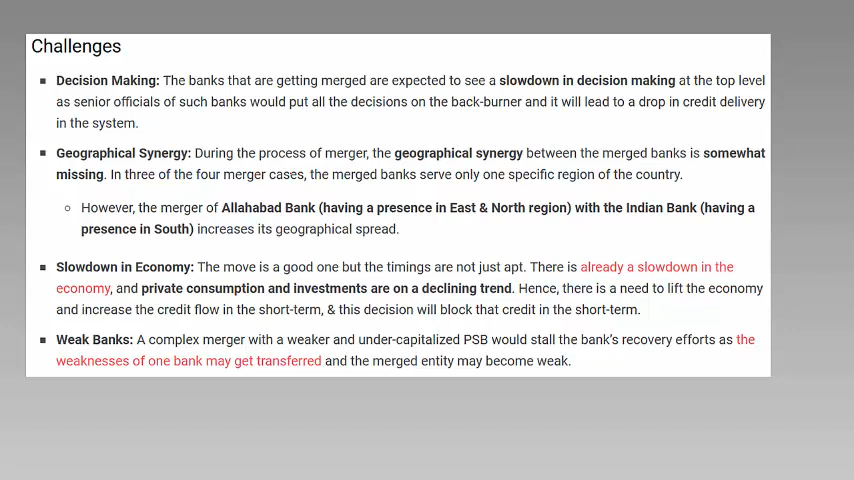 Challenges
▪ Decision Making: The banks that are getting merged are expected to see a slowdown in decision making at the top level
as senior officials of such banks would put all the decisions on the back-burner and it will lead to a drop in credit delivery
in the system.
▪ Geographical Synergy: During the process of merger, the geographical synergy between the merged banks is somewhat
missing. In three of the four merger cases, the merged banks serve only one specific region of the country.
○ However, the merger of Allahabad Bank (having a presence in East & North region) with the Indian Bank (having a
presence in South) increases its geographical spread.
▪ Slowdown in Economy: The move is a good one but the timings are not just apt. There is already a slowdown in the
economy, and private consumption and investments are on a declining trend. Hence, there is a need to lift the economy
and increase the credit flow in the short-term, & this decision will block that credit in the short-term.
▪ Weak Banks: A complex merger with a weaker and under-capitalized PSB would stall the bank's recovery efforts as the
weaknesses of one bank may get transferred and the merged entity may become weak.